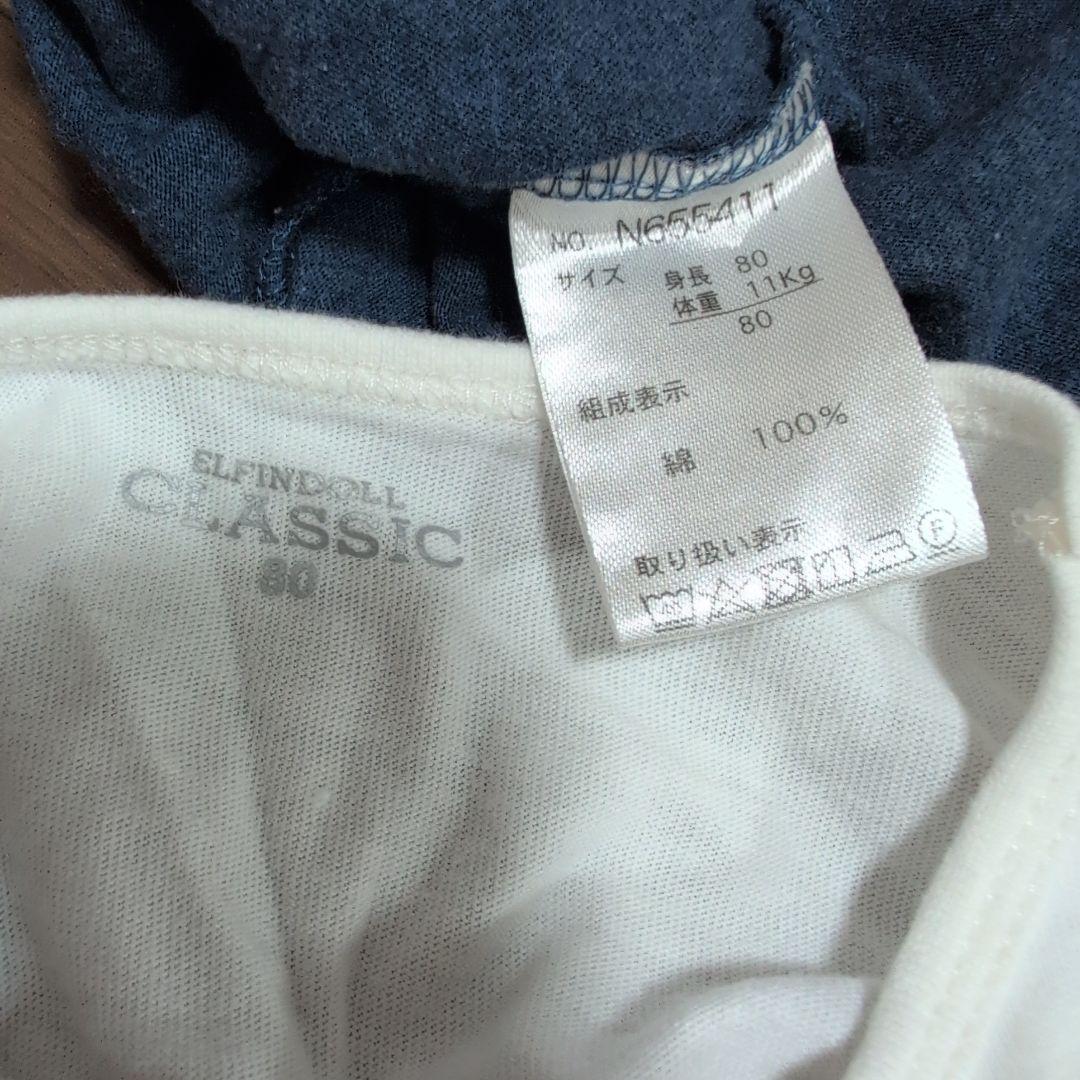 NO. N655411
サイズ 身長 80
体重 11Kg
80
組成表示
綿 100%
取り扱い表示
F
ELFINDOLL
CLASSIC
80